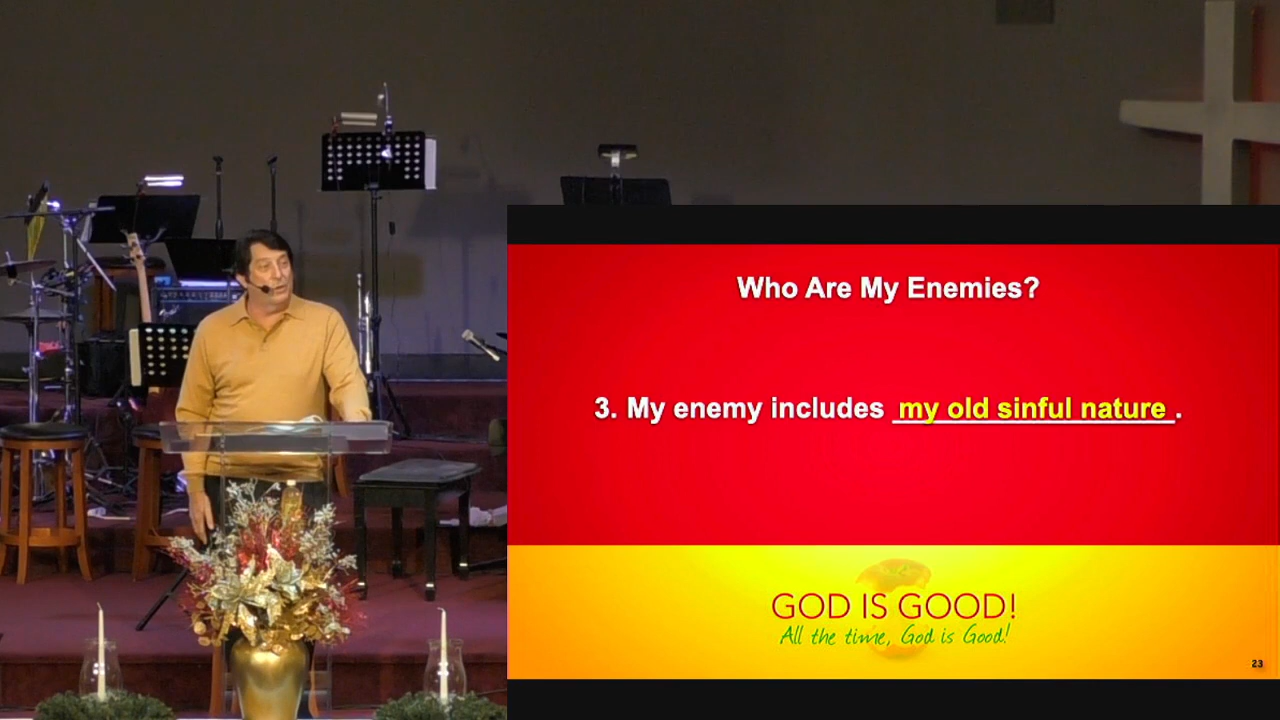 Who Are My Enemies?
3. My enemy includes my old sinful nature.
GOD IS GOOD!
All the time, God is Good!
23